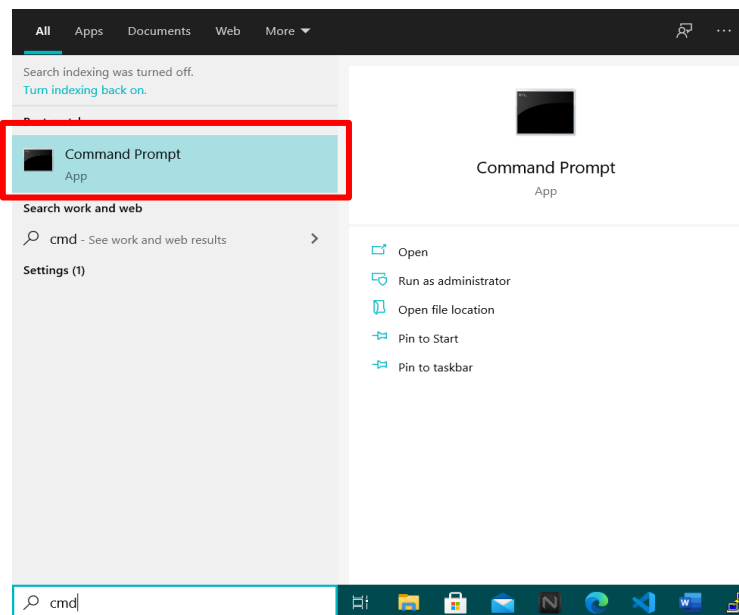 All Apps Documents Web More
Search indexing was turned off.
Turn indexing back on.
Command Prompt
App
Search work and web
cmd - See work and web results
Settings (1)
Command Prompt
App
Open
Run as administrator
Open file location
Pin to Start
Pin to taskbar
cmd